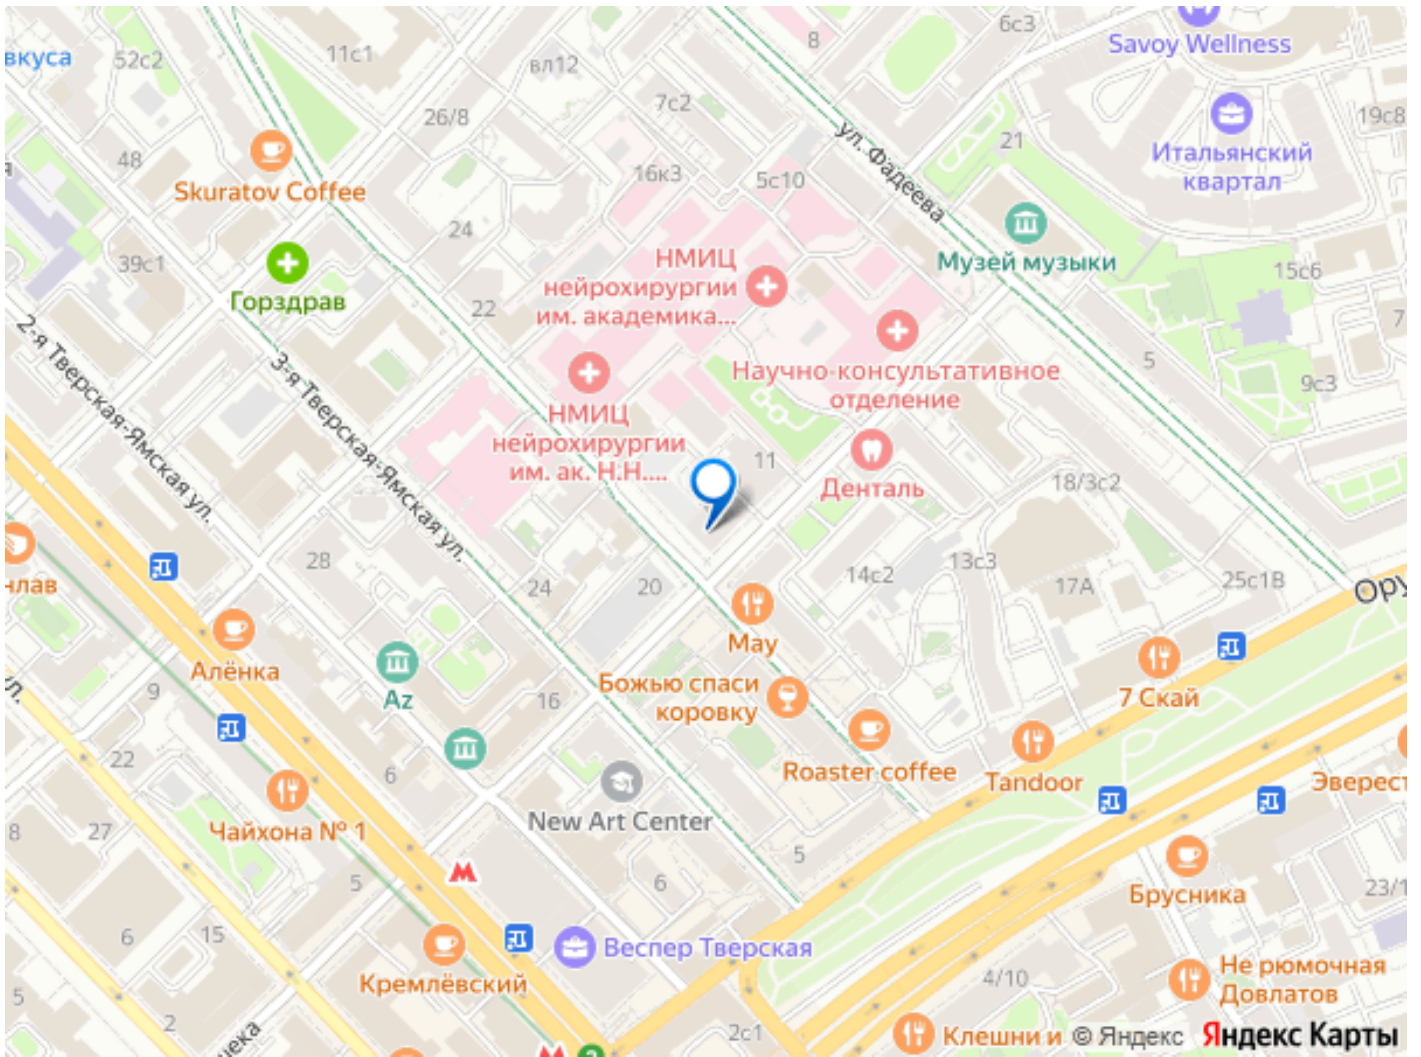 8
6с3
Savoy Wellness
вкуса
52с2
11с1
вл12
7с2
26/8
19с8
ул. Фадеева
21
Итальянский
квартал
48
16к3
5с10
Skuratov Coffee
24
Музей музыки
39с1
НМИЦ
нейрохирургии
им. академика...
15с6
Горздрав
22
7
2-я Тверская-Ямская ул.
3-я Тверская-Ямская ул.
5
Научно-консультативное
отделение
9с3
НМИЦ
нейрохирургии
им. ак. Н.Н....
11
Денталь
18/3с2
28
24
20
14с2
13с3
17А
25с1В
Ору
нлав
May
Алёнка
Az
9
16
Божью спаси
коровку
7 Скай
ул.
22
6
Roaster coffee
Tandoor
Эверест
8
27
Чайхона № 1
New Art Center
5
5
6
Брусника
23/1
6
15
Веспер Тверская
Кремлёвский
4/10
Не рюмочная
Довлатов
5
2
2с1
Клешни и
© Яндекс
Яндекс Карты